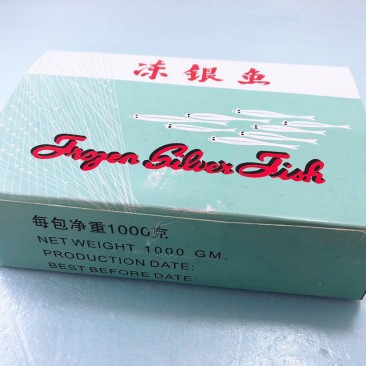 冻银鱼
Frozen Silver Fish
每包净重1000克
NET WEIGHT 1000 GM.
PRODUCTION DATE:
BEST BEFORE DATE: